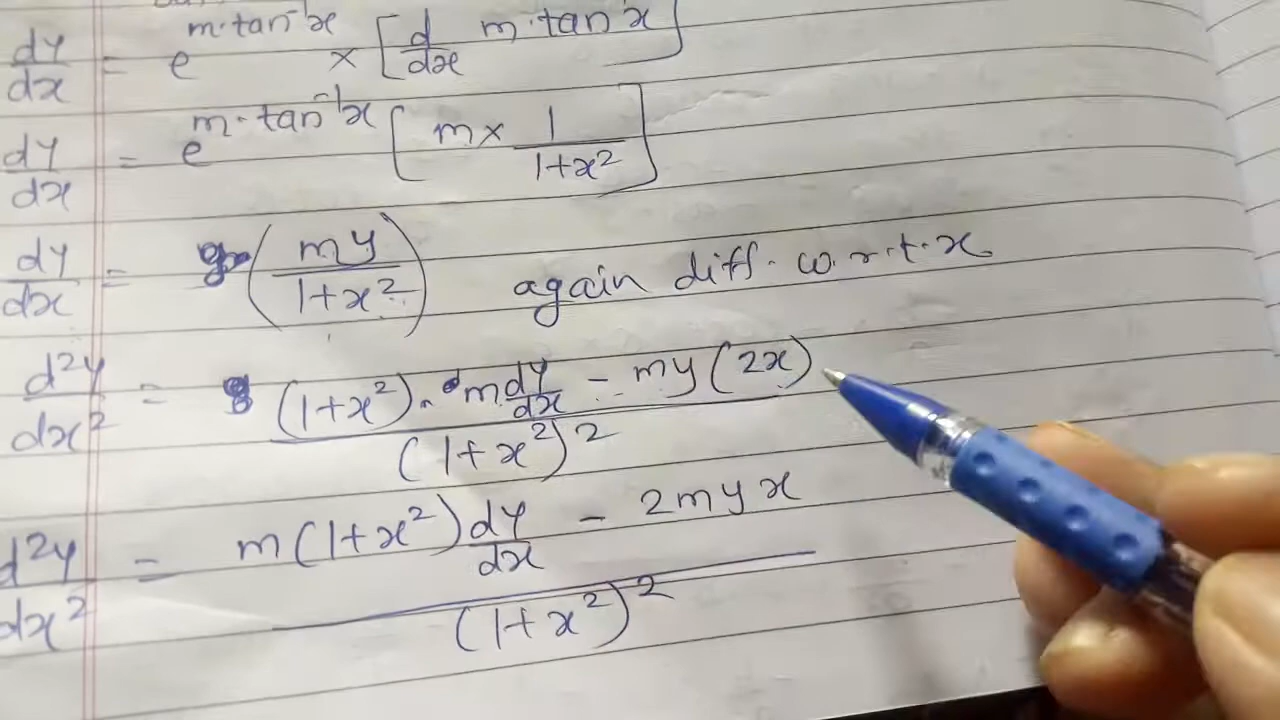 dy/dx = e^(m·tan⁻¹x) × [d/dx m·tan⁻¹x]
dy/dx = e^(m·tan⁻¹x) [m × 1/(1+x²)]
dy/dx = (my/(1+x²)) again diff. w.r.t.x
d²y/dx² = ((1+x²). m dy/dx - my(2x))/(1+x²)²
d²y/dx² = (m(1+x²) dy/dx - 2myx)/(1+x²)²